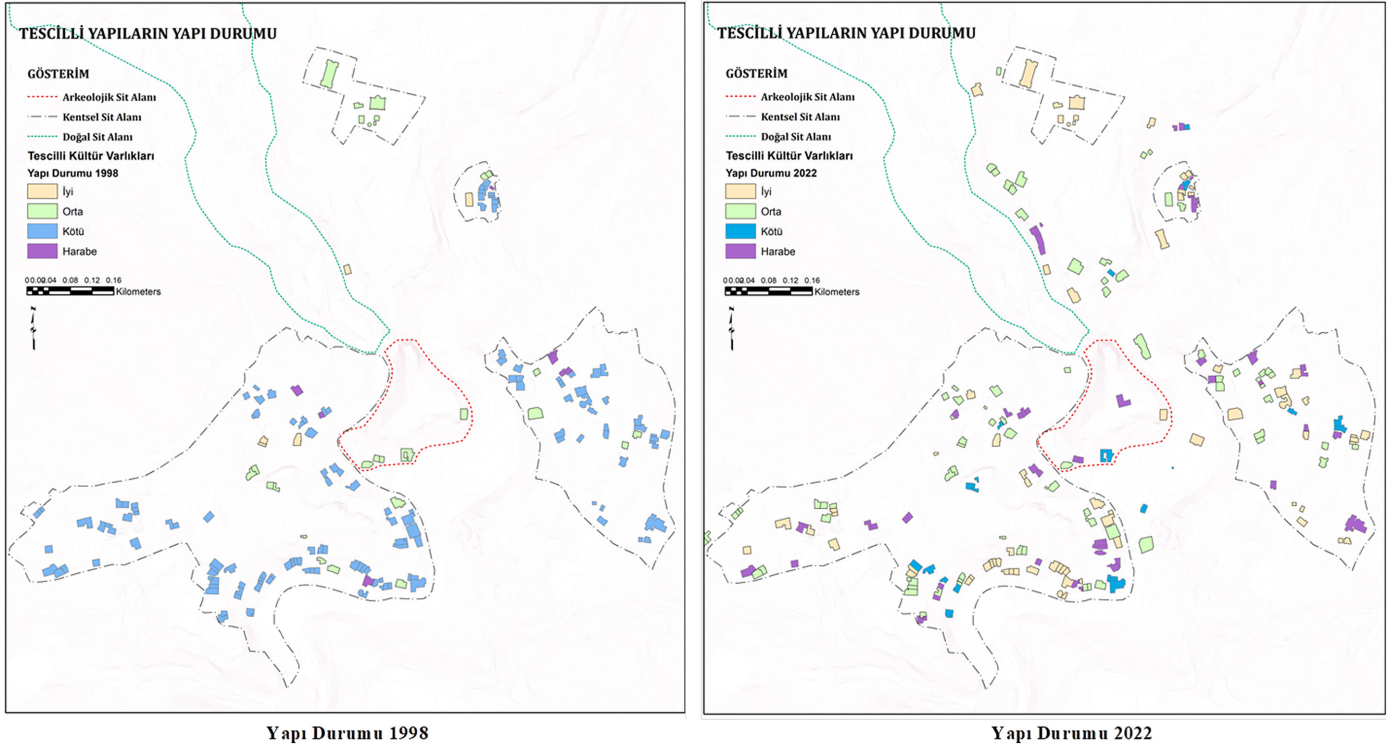 TESCİLLİ YAPILARIN YAPI DURUMU
GÖSTERİM
Arkeolojik Sit Alanı
Kentsel Sit Alanı
Doğal Sit Alanı
Tescilli Kültür Varlıkları
Yapı Durumu 1998
İyi
Orta
Kötü
Harabe
0 0.02 0.04 0.08 0.12 0.16
Kilometers
Yapı Durumu 1998
TESCİLLİ YAPILARIN YAPI DURUMU
GÖSTERİM
Arkeolojik Sit Alanı
Kentsel Sit Alanı
Doğal Sit Alanı
Tescilli Kültür Varlıkları
Yapı Durumu 2022
İyi
Orta
Kötü
Harabe
0 0.02 0.04 0.08 0.12 0.16
Kilometers
Yapı Durumu 2022